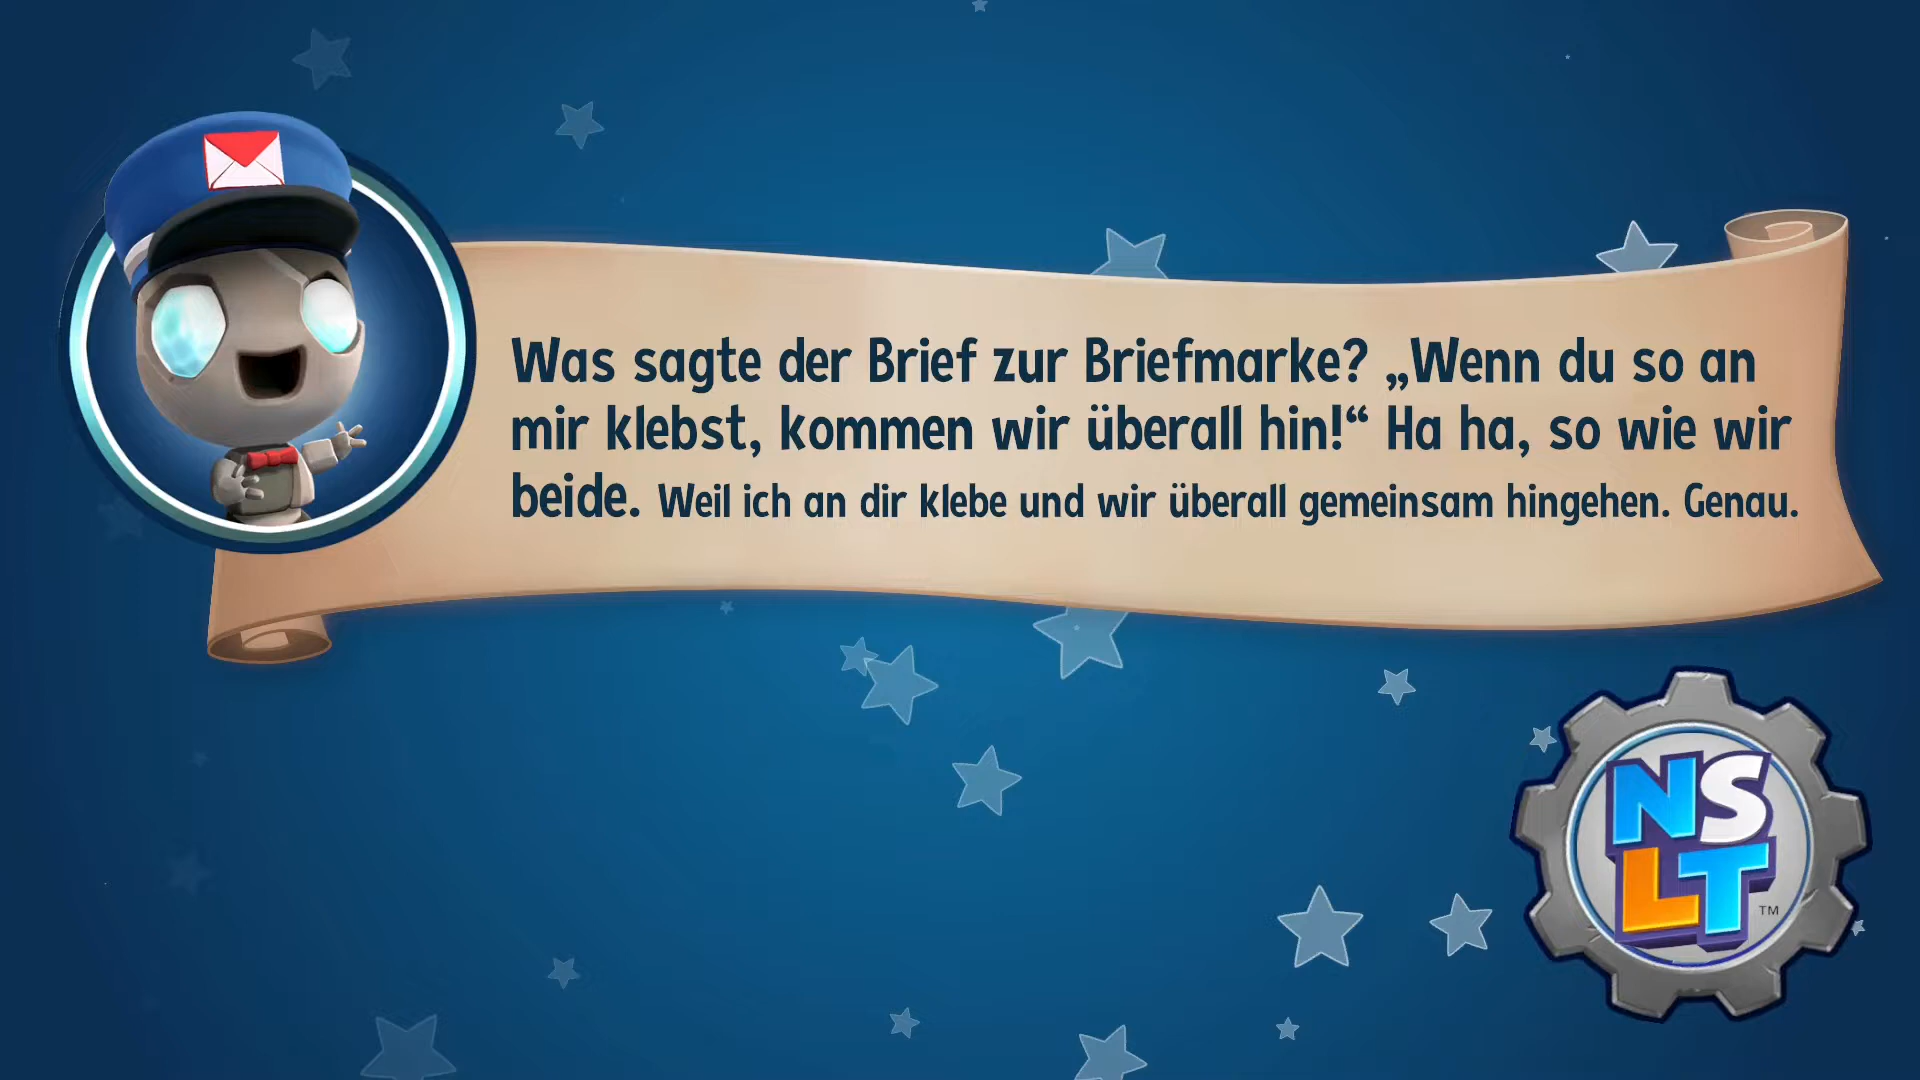 Was sagte der Brief zur Briefmarke? „Wenn du so an
mir klebst, kommen wir überall hin!“ Ha ha, so wie wir
beide. Weil ich an dir klebe und wir überall gemeinsam hingehen. Genau.
NS
LT
TM